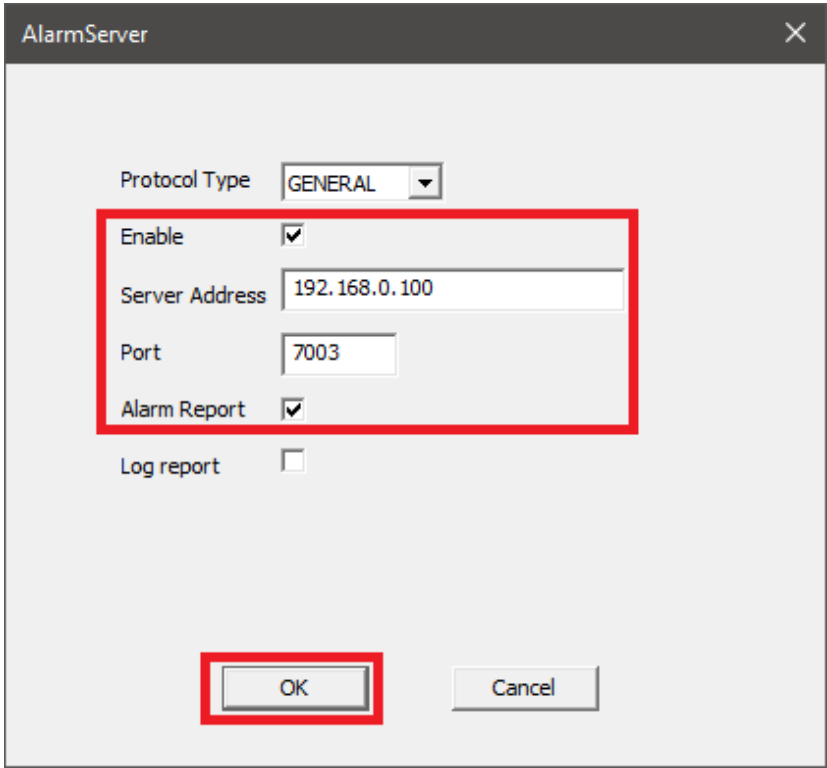 AlarmServer
Protocol Type GENERAL
Enable
Server Address 192.168.0.100
Port 7003
Alarm Report
Log report
OK Cancel